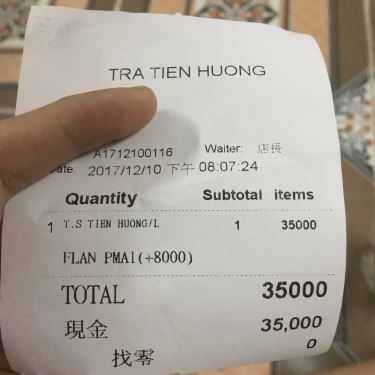 TRA TIEN HUONG
A1712100116 Waiter: 店長
Date: 2017/12/10 下午 08:07:24
Quantity Subtotal items
1 T.S TIEN HUONG/L 1 35000
FLAN PMAI(+8000)
TOTAL 35000
現金 35,000
找零 0